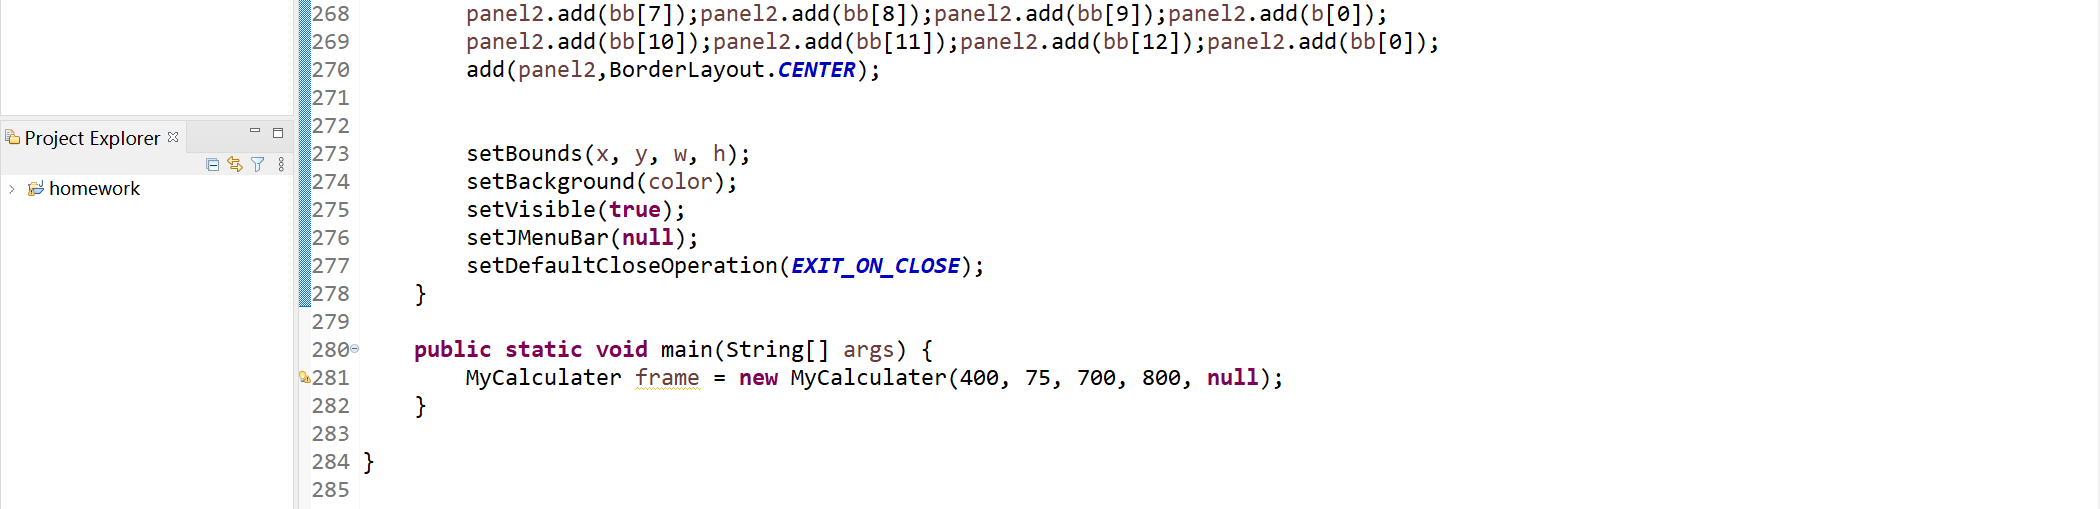 Project Explorer
homework
268 panel2.add(bb[7]);panel2.add(bb[8]);panel2.add(bb[9]);panel2.add(b[0]);
269 panel2.add(bb[10]);panel2.add(bb[11]);panel2.add(bb[12]);panel2.add(bb[0]);
270 add(panel2,BorderLayout.CENTER);
271
272
273 setBounds(x, y, w, h);
274 setBackground(color);
275 setVisible(true);
276 setJMenuBar(null);
277 setDefaultCloseOperation(EXIT_ON_CLOSE);
278 }
279
280 public static void main(String[] args) {
281 MyCalculater frame = new MyCalculater(400, 75, 700, 800, null);
282 }
283
284 }
285